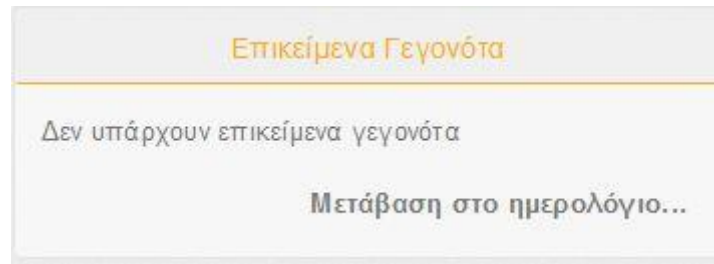 Επικείμενα Γεγονότα
Δεν υπάρχουν επικείμενα γεγονότα
Μετάβαση στο ημερολόγιο...